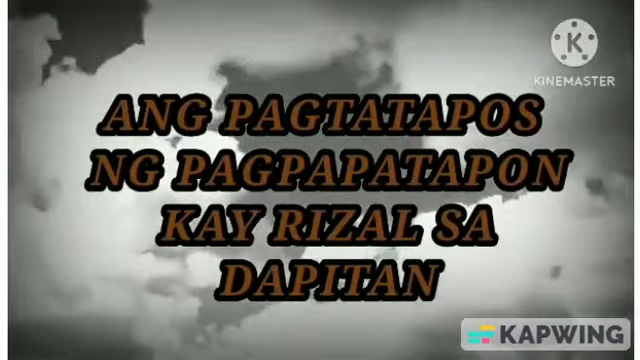 KINEMASTER
ANG PAGTATAPOS
NG PAGPAPATAPON
KAY RIZAL SA
DAPITAN
KAPWING